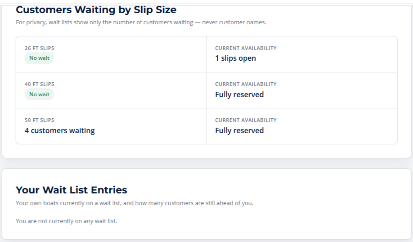 Customers Waiting by Slip Size
For privacy, wait lists show only the number of customers waiting — never customer names.
26 FT SLIPS
No wait
CURRENT AVAILABILITY
1 slips open
40 FT SLIPS
No wait
CURRENT AVAILABILITY
Fully reserved
50 FT SLIPS
4 customers waiting
CURRENT AVAILABILITY
Fully reserved
Your Wait List Entries
Your own boats currently on a wait list, and how many customers are still ahead of you.
You are not currently on any wait list.